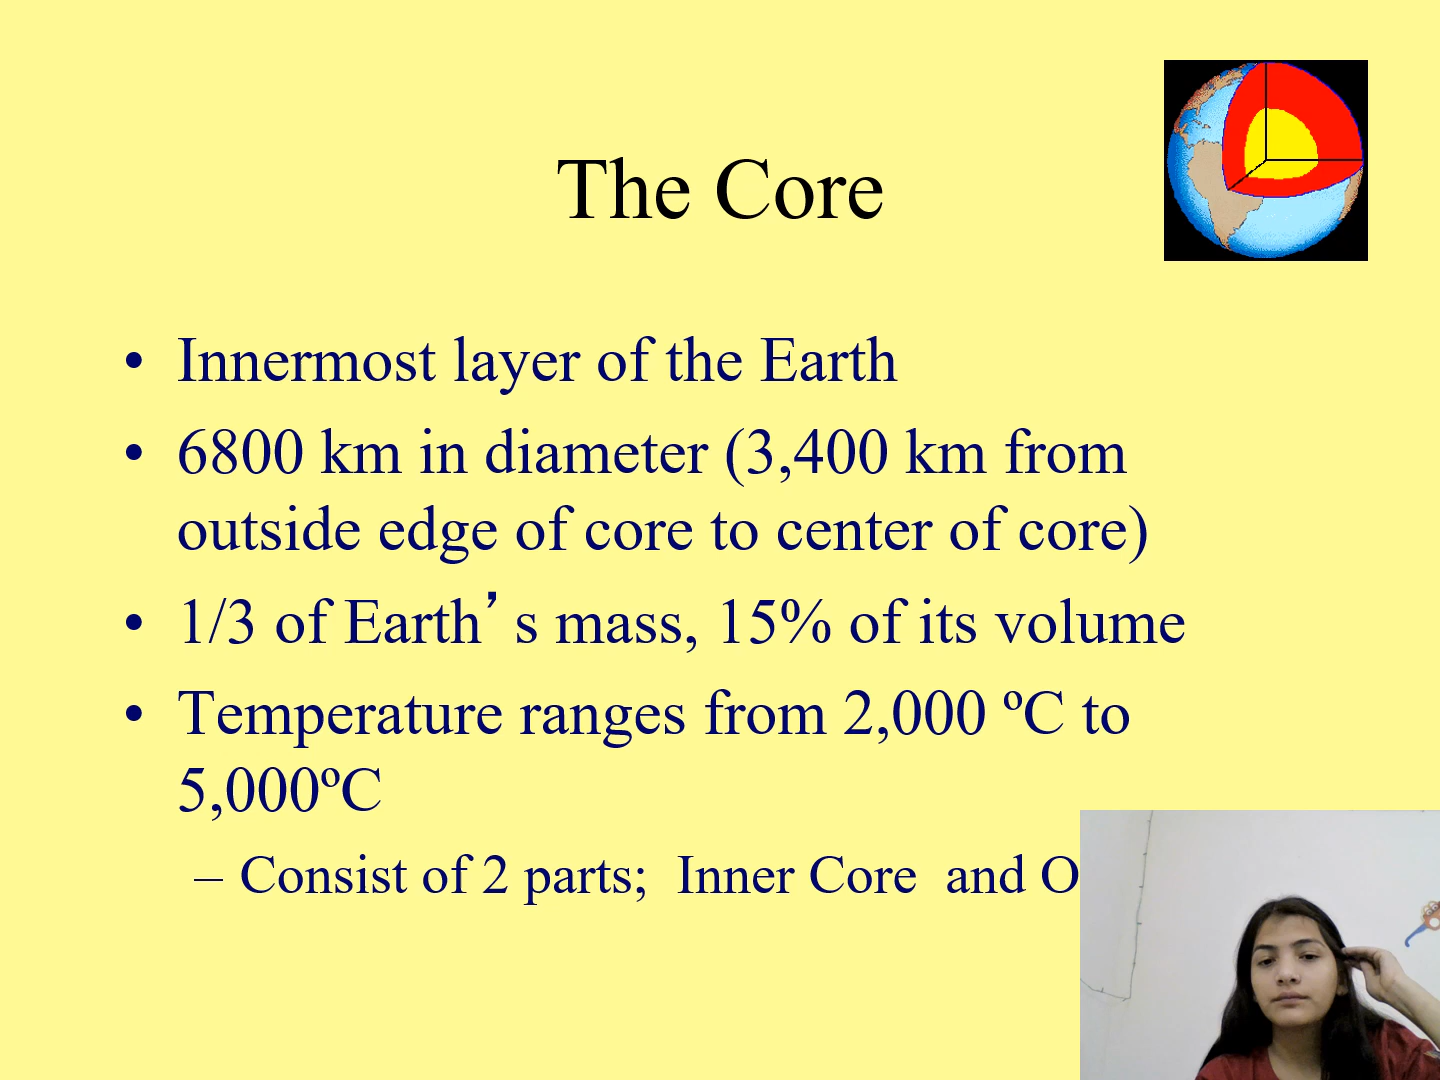 The Core
• Innermost layer of the Earth
• 6800 km in diameter (3,400 km from
outside edge of core to center of core)
• 1/3 of Earth’s mass, 15% of its volume
• Temperature ranges from 2,000 ºC to
5,000ºC
– Consist of 2 parts; Inner Core and